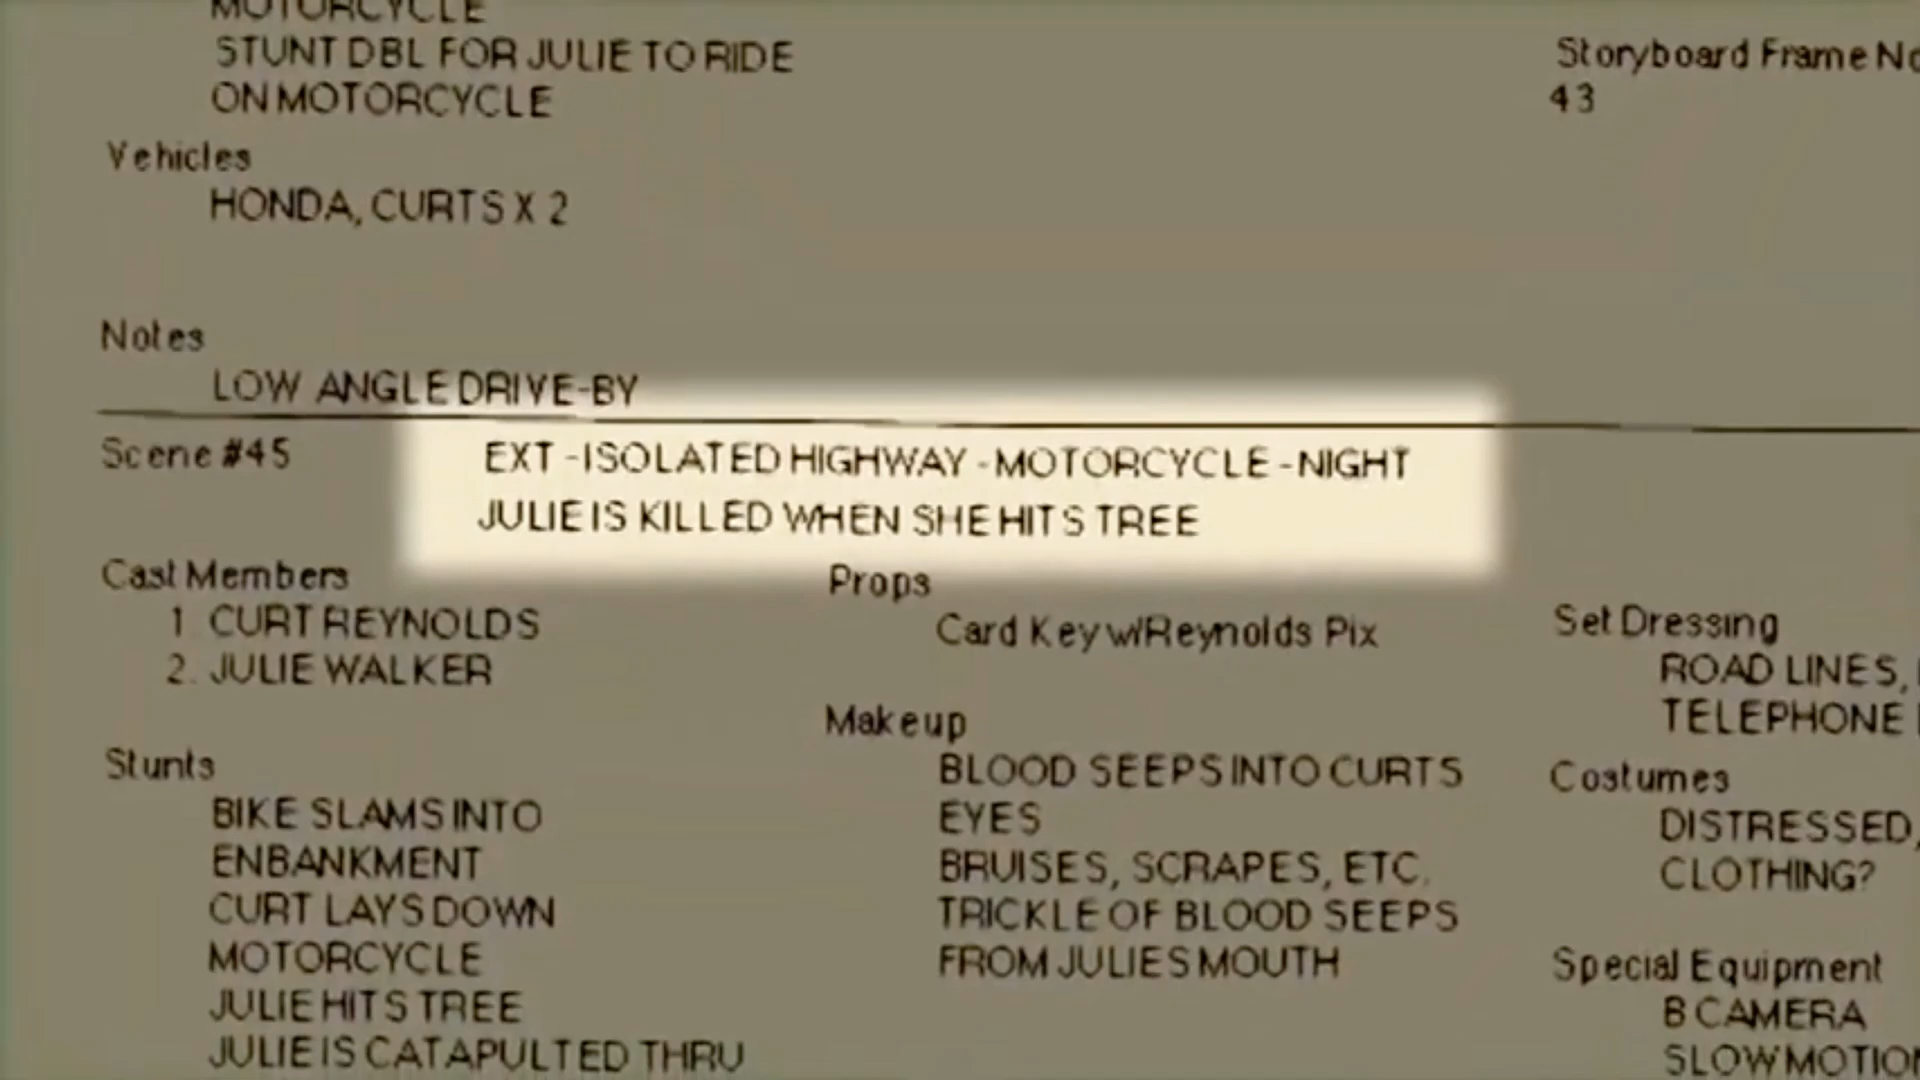 MOTORCYCLE
STUNT DBL FOR JULIE TO RIDE
ON MOTORCYCLE
Storyboard Frame No
43
Vehicles
HONDA, CURTS X 2
Notes
LOW ANGLE DRIVE-BY
Scene #45
EXT - ISOLATED HIGHWAY - MOTORCYCLE - NIGHT
JULIE IS KILLED WHEN SHE HITS TREE
Cast Members
1. CURT REYNOLDS
2. JULIE WALKER
Stunts
BIKE SLAMS INTO
ENBANKMENT
CURT LAYS DOWN
MOTORCYCLE
JULIE HITS TREE
JULIE IS CATAPULTED THRU
Props
Card Key w/Reynolds Pix
Makeup
BLOOD SEEPS INTO CURTS
EYES
BRUISES, SCRAPES, ETC.
TRICKLE OF BLOOD SEEPS
FROM JULIES MOUTH
Set Dressing
ROAD LINES,
TELEPHONE
Costumes
DISTRESSED,
CLOTHING?
Special Equipment
B CAMERA
SLOW MOTION